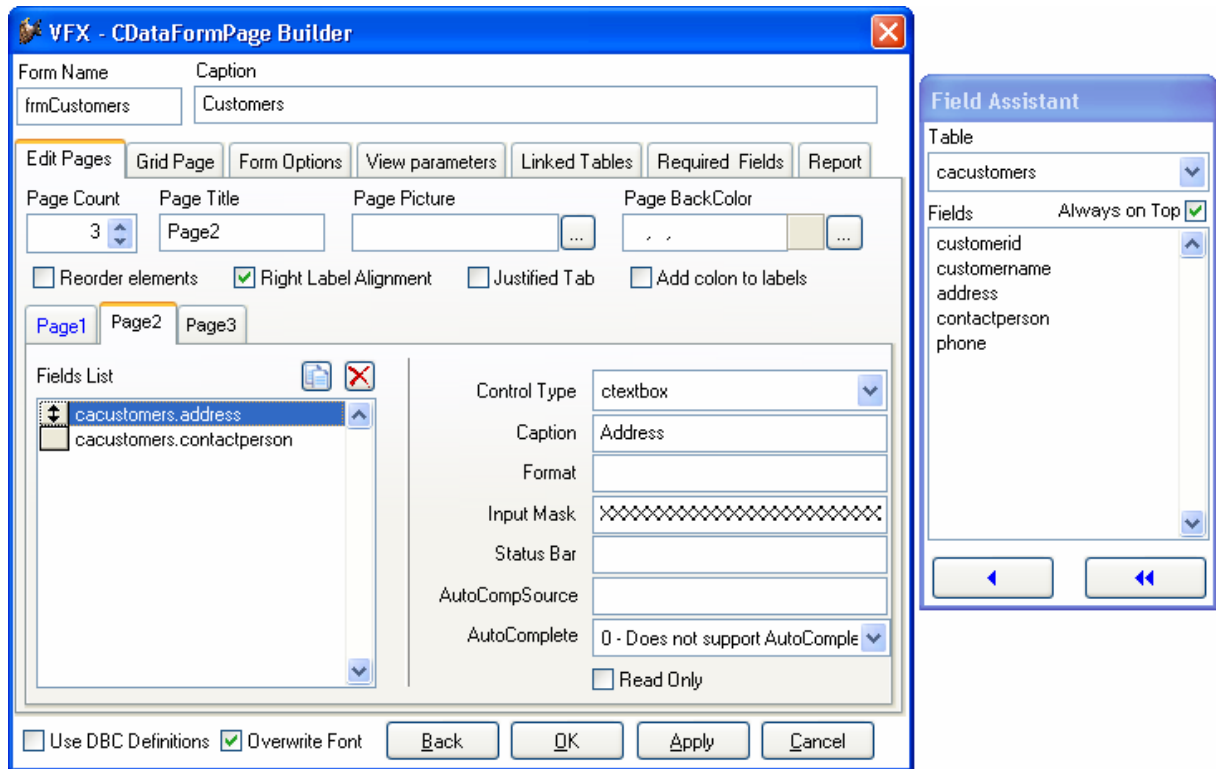 VFX - CDataFormPage Builder
Form Name Caption
frmCustomers Customers
Edit Pages Grid Page Form Options View parameters Linked Tables Required Fields Report
Page Count Page Title Page Picture Page BackColor
3 Page2 ... , , ...
Reorder elements Right Label Alignment Justified Tab Add colon to labels
Page1 Page2 Page3
Fields List
cacustomers.address
cacustomers.contactperson
Control Type ctextbox
Caption Address
Format
Input Mask XXXXXXXXXXXXXXXXXXXXXXXX
Status Bar
AutoCompSource
AutoComplete 0 - Does not support AutoComple
Read Only
Use DBC Definitions Overwrite Font Back OK Apply Cancel
Field Assistant
Table
cacustomers
Fields Always on Top
customerid
customername
address
contactperson
phone